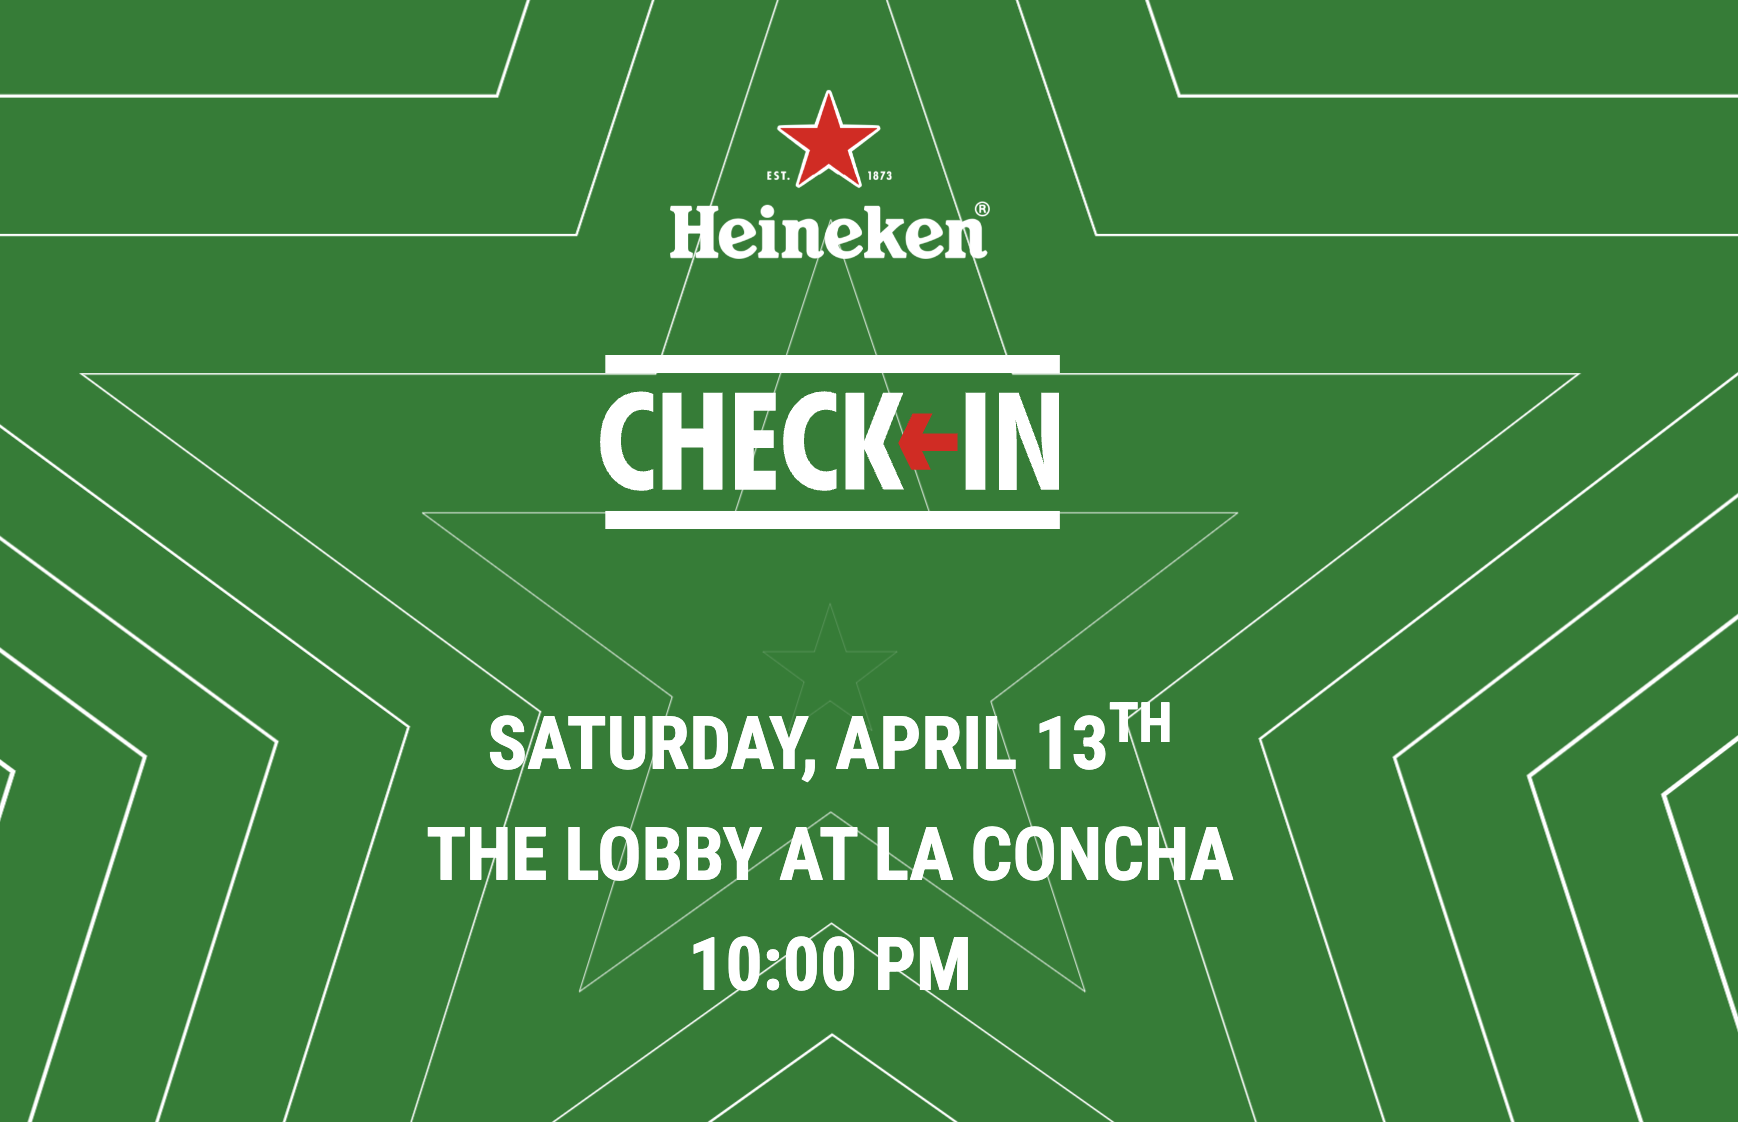 EST. 1873
Heineken®
CHECK-IN
SATURDAY, APRIL 13TH
THE LOBBY AT LA CONCHA
10:00 PM